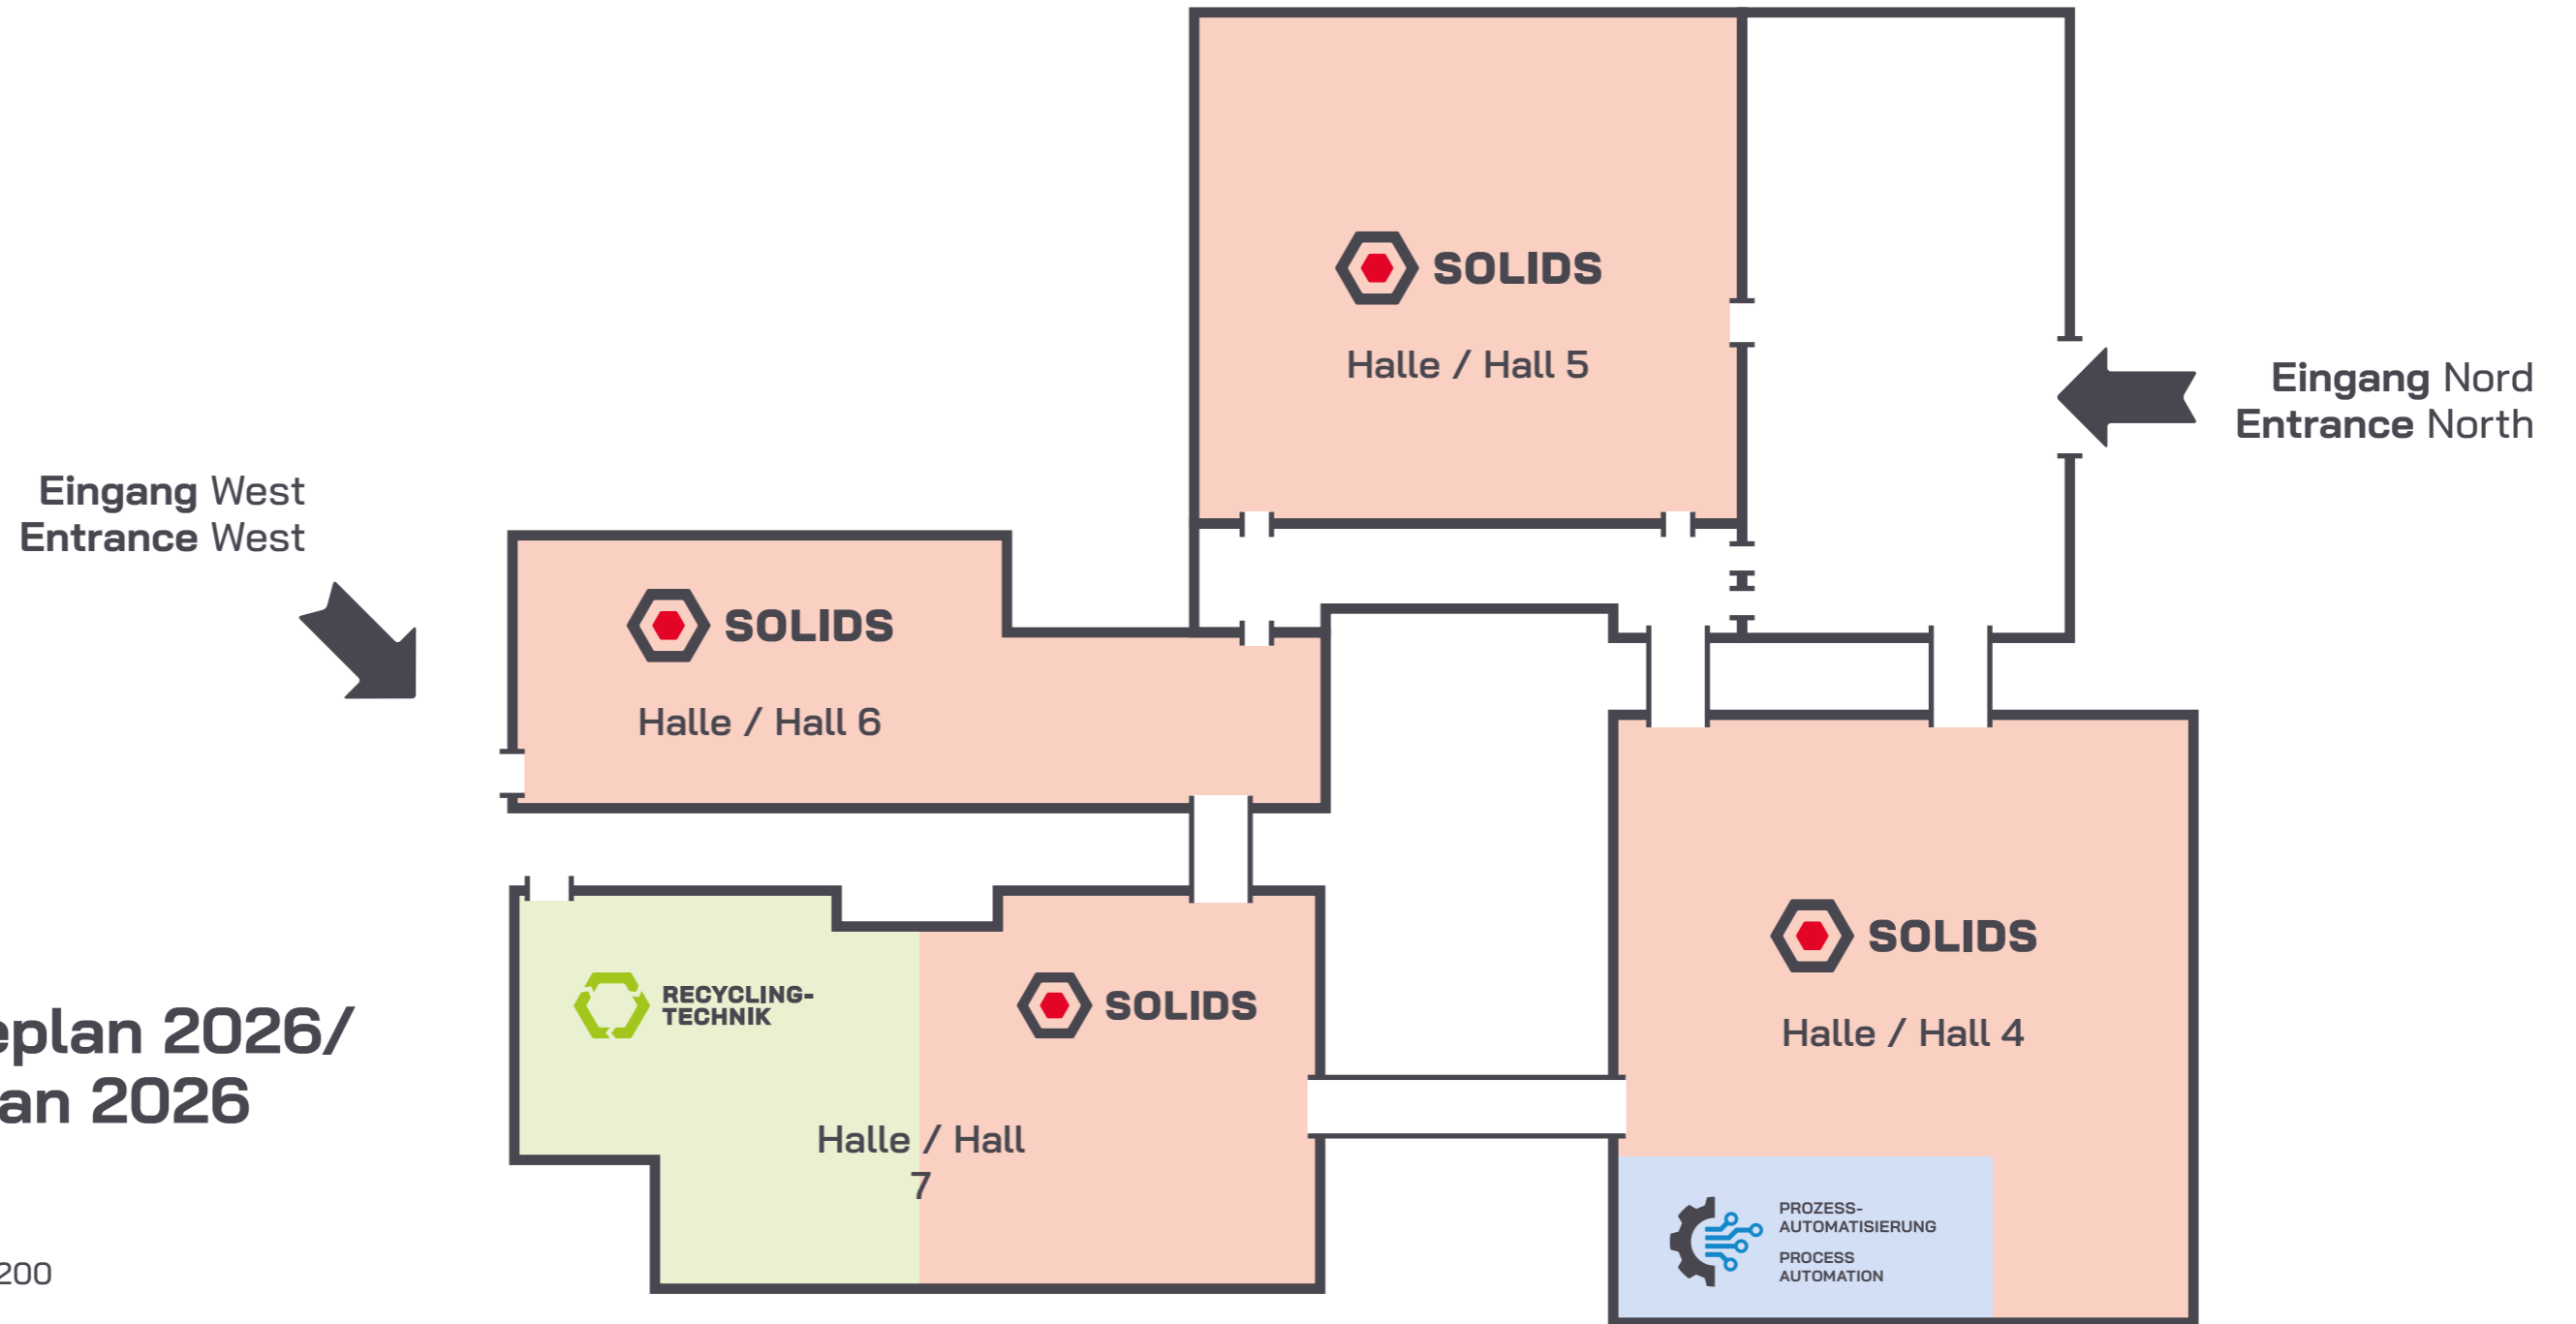 SOLIDS
Halle / Hall 5
Eingang Nord
Entrance North
Eingang West
Entrance West
SOLIDS
Halle / Hall 6
SOLIDS
Halle / Hall 4
RECYCLING-
TECHNIK
SOLIDS
Halle / Hall
7
eplan 2026/
an 2026
PROZESS-
AUTOMATISIERUNG
PROCESS
AUTOMATION
200